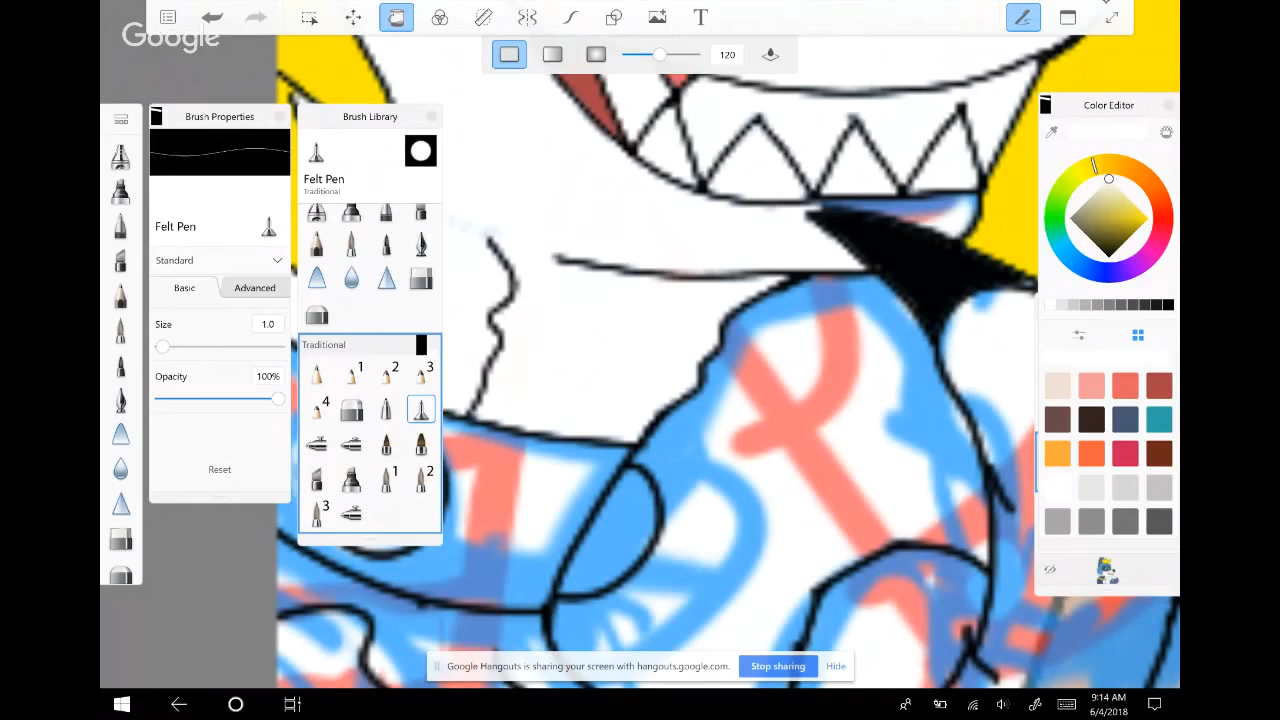 Google
120
Brush Properties
Brush Library
Color Editor
Felt Pen
Traditional
Felt Pen
Standard
Basic
Advanced
Size
1.0
Opacity
100%
Reset
Traditional
1
2
3
4
1
2
3
Google Hangouts is sharing your screen with hangouts.google.com.
Stop sharing
Hide
9:14 AM
6/4/2018